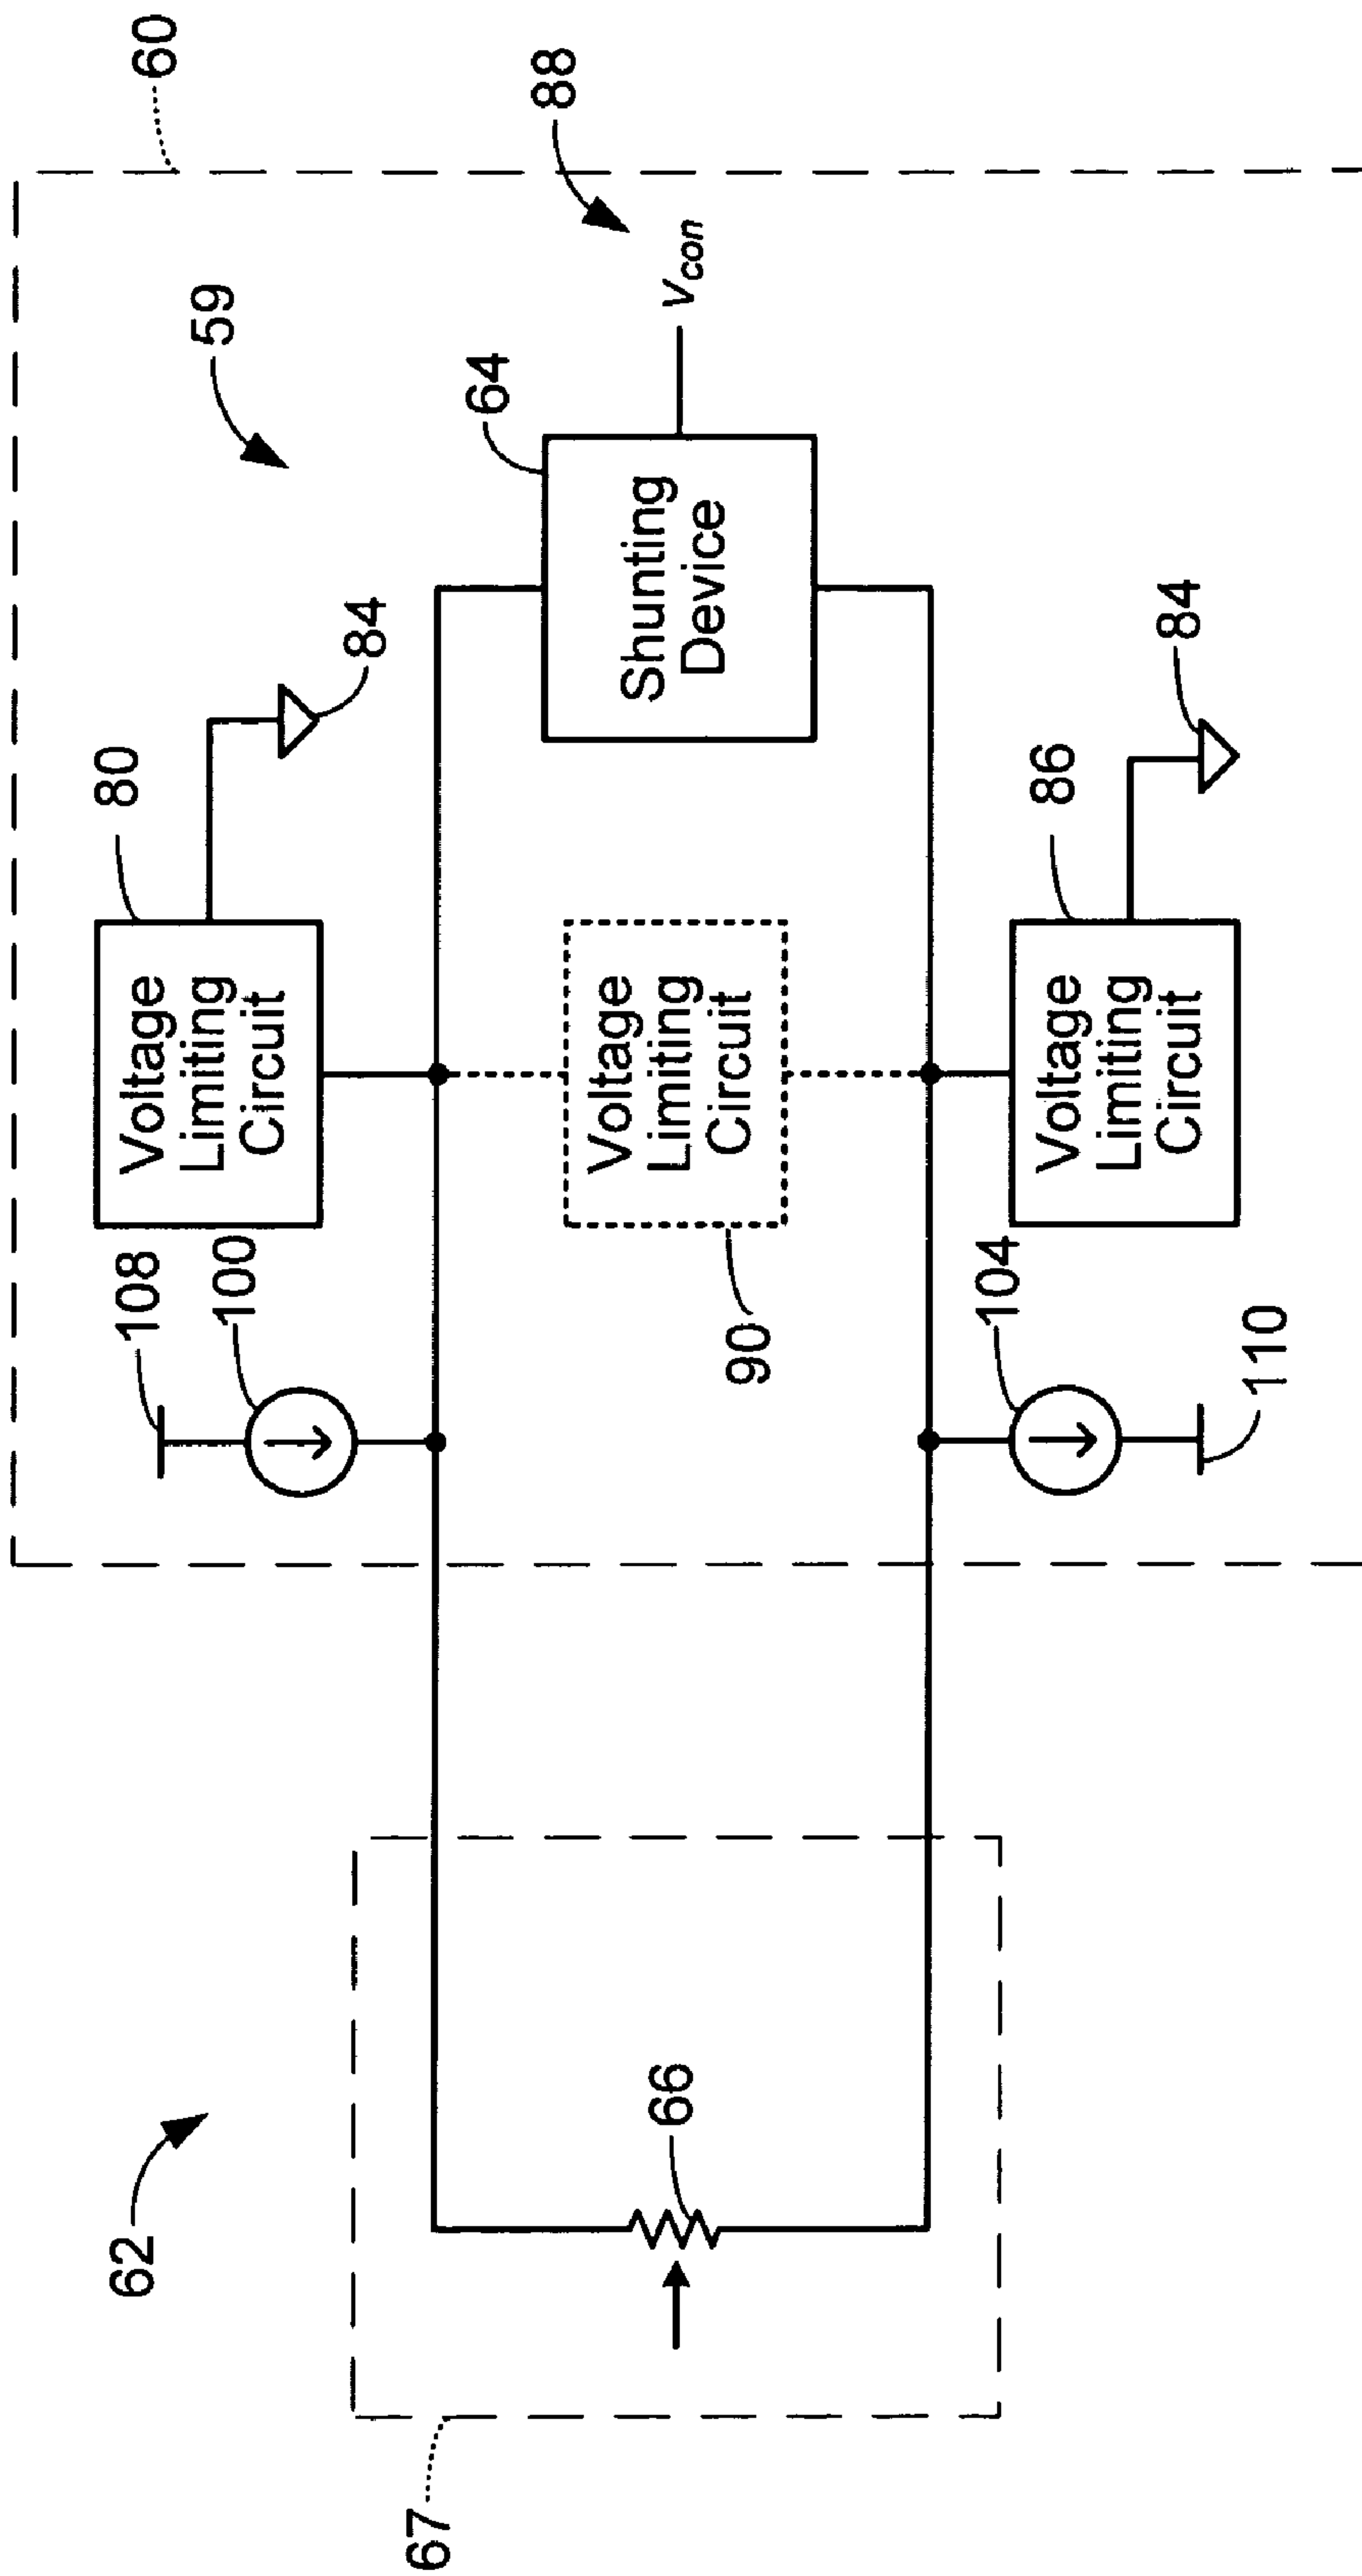 60
59
88
62
80
84
64
108
100
Voltage
Limiting
Circuit
Shunting
Device
Vcon
66
90
Voltage
Limiting
Circuit
67
104
86
84
110
Voltage
Limiting
Circuit